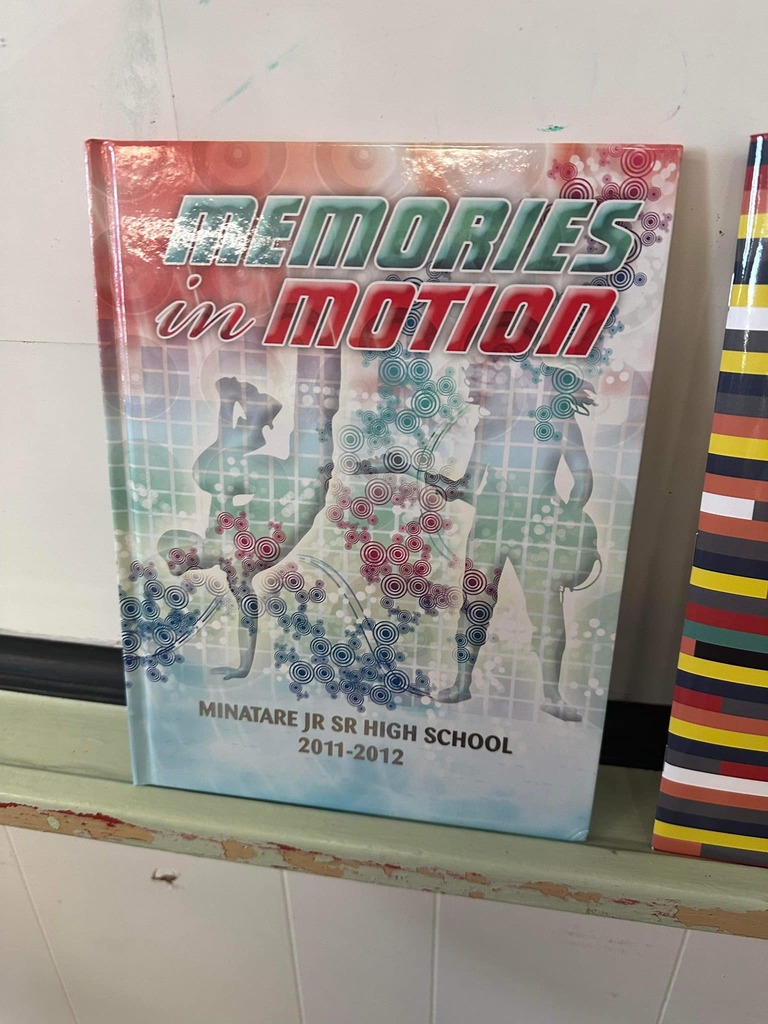 MEMORIES
in MOTION
MINATARE JR SR HIGH SCHOOL
2011-2012